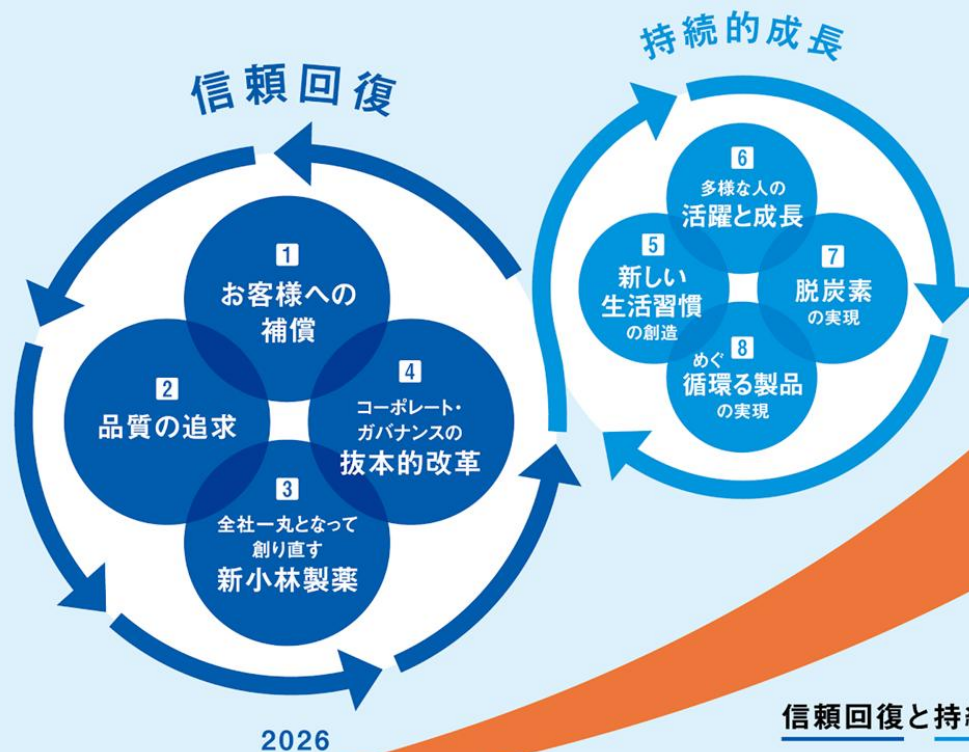 信頼回復
1
お客様への
補償
2
品質の追求
3
全社一丸となって
創り直す
新小林製薬
4
コーポレート・
ガバナンスの
抜本的改革
持続的成長
5
新しい
生活習慣
の創造
6
多様な人の
活躍と成長
7
脱炭素
の実現
8
めぐ
循環る製品
の実現
2026
信頼回復と持続